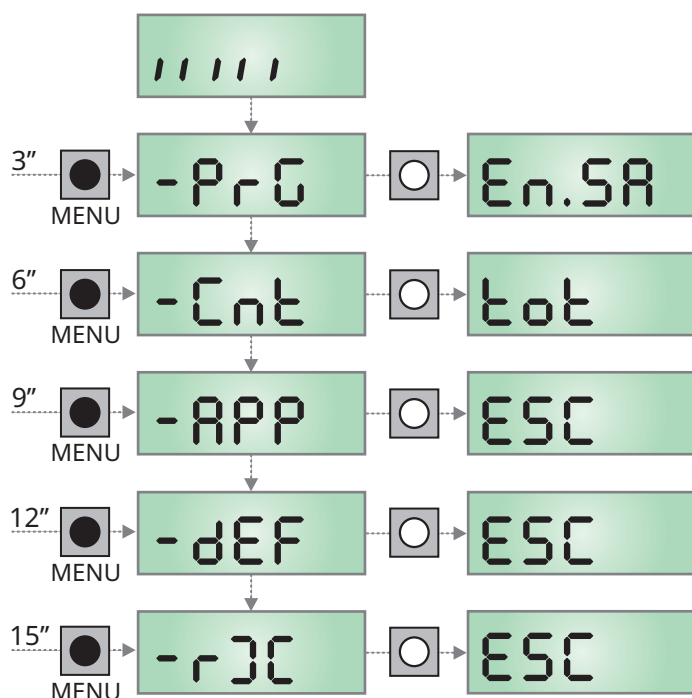 3” -PrG En.SA
MENU
6” -Cnt tot
MENU
9” -APP ESC
MENU
12” -dEF ESC
MENU
15” -r ESC
MENU